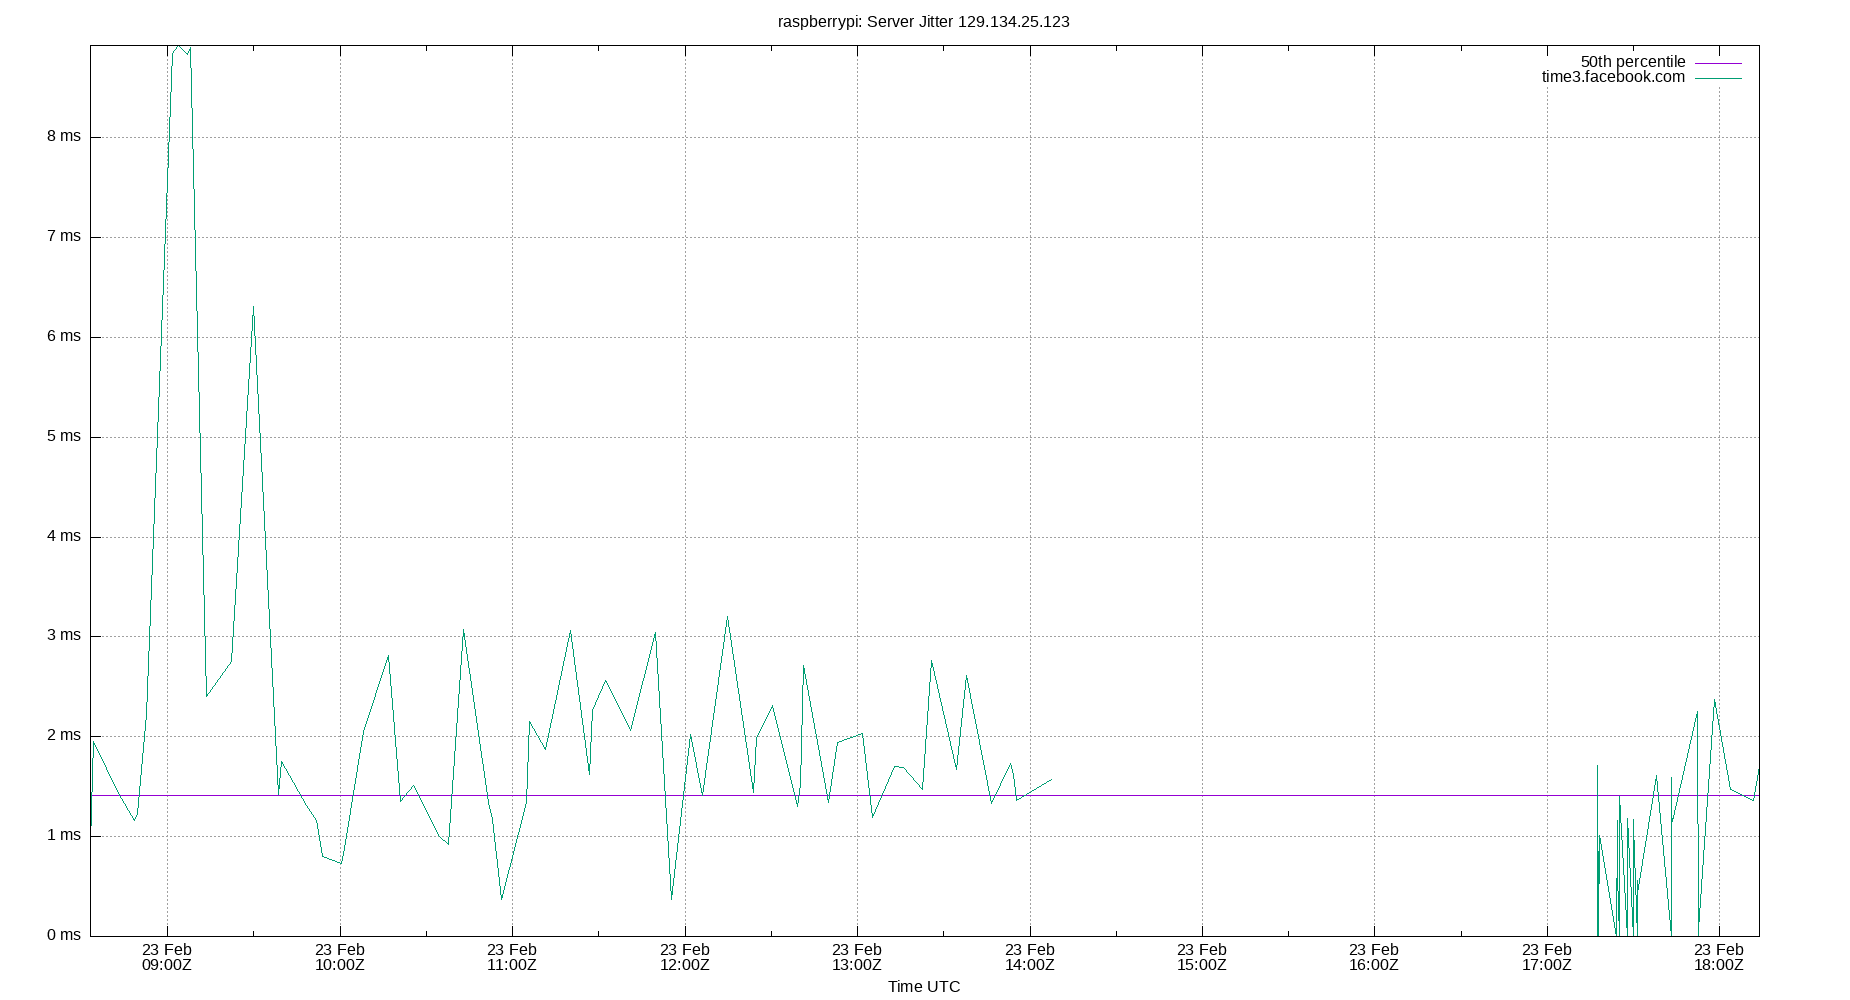 raspberrypi: Server Jitter 129.134.25.123
50th percentile
time3.facebook.com
8 ms
7 ms
6 ms
5 ms
4 ms
3 ms
2 ms
1 ms
0 ms
23 Feb 23 Feb 23 Feb 23 Feb 23 Feb 23 Feb 23 Feb 23 Feb 23 Feb 23 Feb
09:00Z 10:00Z 11:00Z 12:00Z 13:00Z 14:00Z 15:00Z 16:00Z 17:00Z 18:00Z
Time UTC